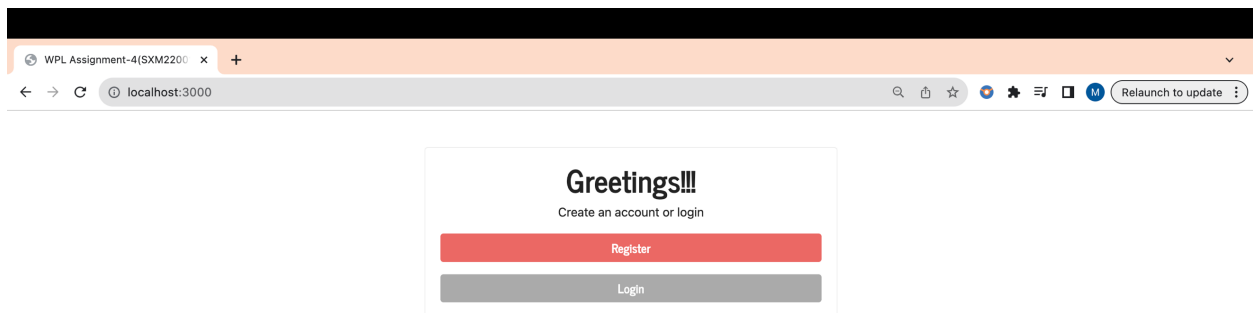 WPL Assignment-4(SXM2200
localhost:3000
M
Relaunch to update
Greetings!!!
Create an account or login
Register
Login